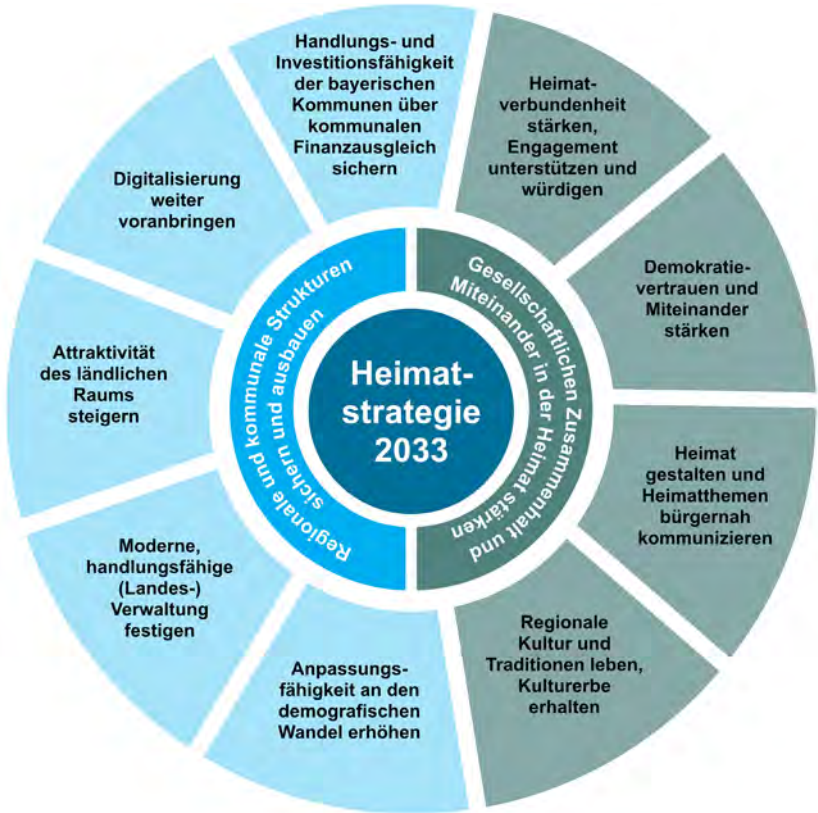 Heimat-
strategie
2033
Regionale und kommunale Strukturen
sichern und ausbauen
Gesellschaftlichen Zusammenhalt und
Miteinander in der Heimat stärken
Handlungs- und
Investitionsfähigkeit
der bayerischen
Kommunen über
kommunalen
Finanzausgleich
sichern
Heimat-
verbundenheit
stärken,
Engagement
unterstützen und
würdigen
Demokratie-
vertrauen und
Miteinander
stärken
Heimat
gestalten und
Heimatthemen
bürgernah
kommunizieren
Regionale
Kultur und
Traditionen leben,
Kulturerbe
erhalten
Anpassungs-
fähigkeit an den
demografischen
Wandel erhöhen
Moderne,
handlungsfähige
(Landes-)
Verwaltung
festigen
Attraktivität
des ländlichen
Raums
steigern
Digitalisierung
weiter
voranbringen